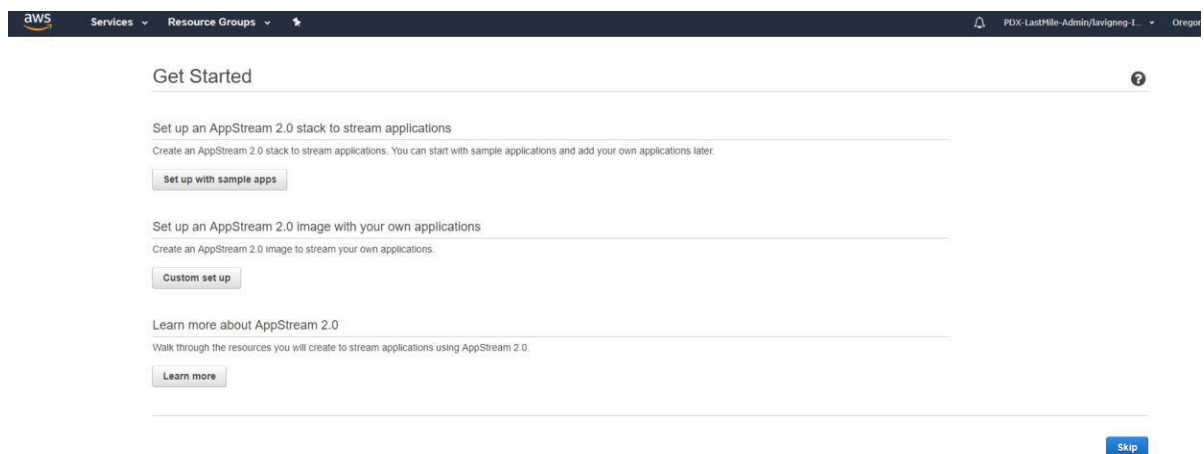 aws Services Resource Groups PDX-LastMile-Admin/lavigneg-I... Oregon
Get Started
Set up an AppStream 2.0 stack to stream applications
Create an AppStream 2.0 stack to stream applications. You can start with sample applications and add your own applications later.
Set up with sample apps
Set up an AppStream 2.0 image with your own applications
Create an AppStream 2.0 image to stream your own applications.
Custom set up
Learn more about AppStream 2.0
Walk through the resources you will create to stream applications using AppStream 2.0.
Learn more
Skip